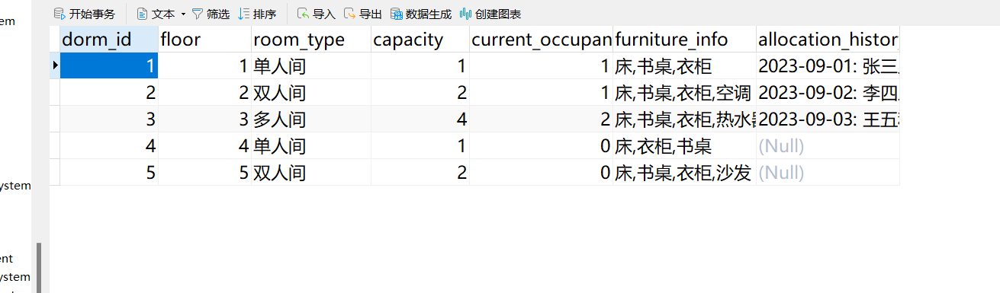 开始事务 文本 筛选 排序 导入 导出 数据生成 创建图表
dorm_id floor room_type capacity current_occupan furniture_info allocation_history
1 1 单人间 1 1 床,书桌,衣柜 2023-09-01: 张三
2 2 双人间 2 1 床,书桌,衣柜,空调 2023-09-02: 李四
3 3 多人间 4 2 床,书桌,衣柜,热水器 2023-09-03: 王五
4 4 单人间 1 0 床,衣柜,书桌 (Null)
5 5 双人间 2 0 床,书桌,衣柜,沙发 (Null)
em
ystem
ent
ystem